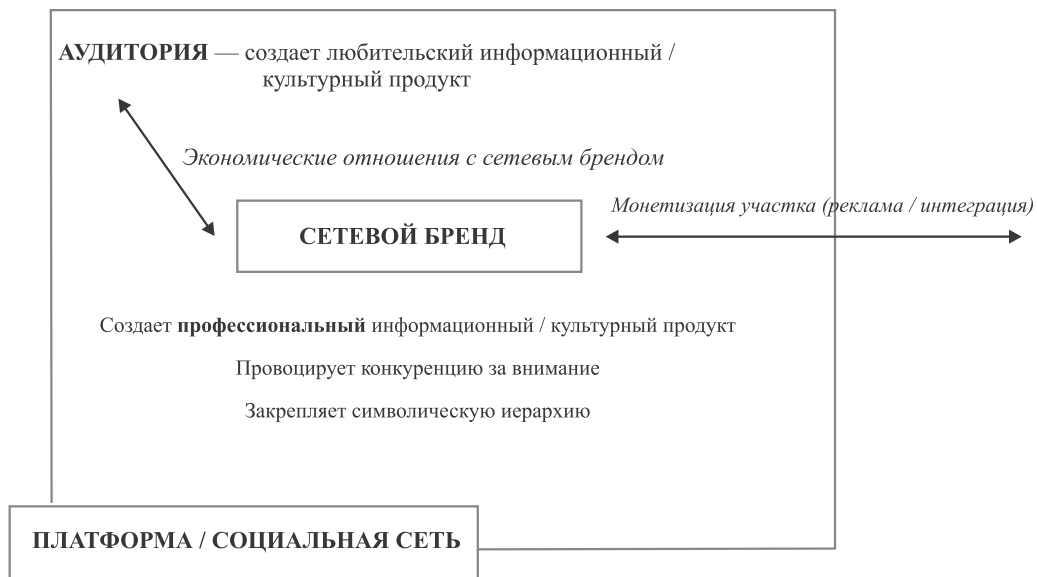 АУДИТОРИЯ — создает любительский информационный /
культурный продукт
Экономические отношения с сетевым брендом
Монетизация участка (реклама / интеграция)
СЕТЕВОЙ БРЕНД
Создает профессиональный информационный / культурный продукт
Провоцирует конкуренцию за внимание
Закрепляет символическую иерархию
ПЛАТФОРМА / СОЦИАЛЬНАЯ СЕТЬ